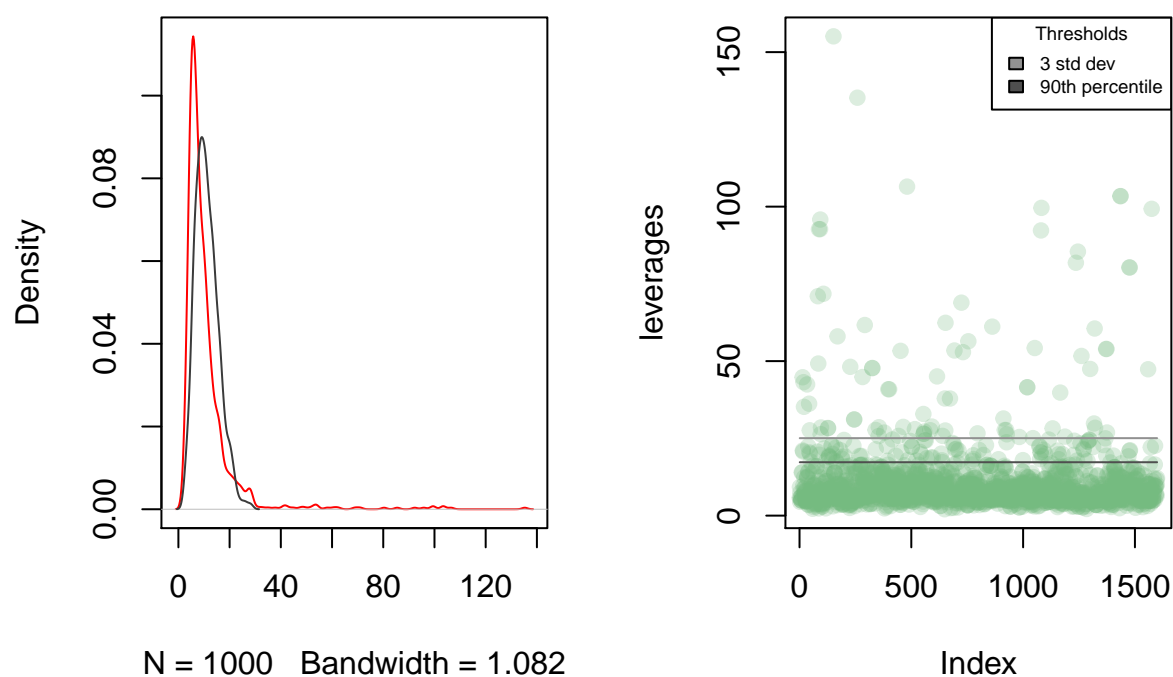 Density
0.00
0.04
0.08
0
40
80
120
N = 1000   Bandwidth = 1.082
leverages
0
50
100
150
0
500
1000
1500
Index
Thresholds
3 std dev
90th percentile